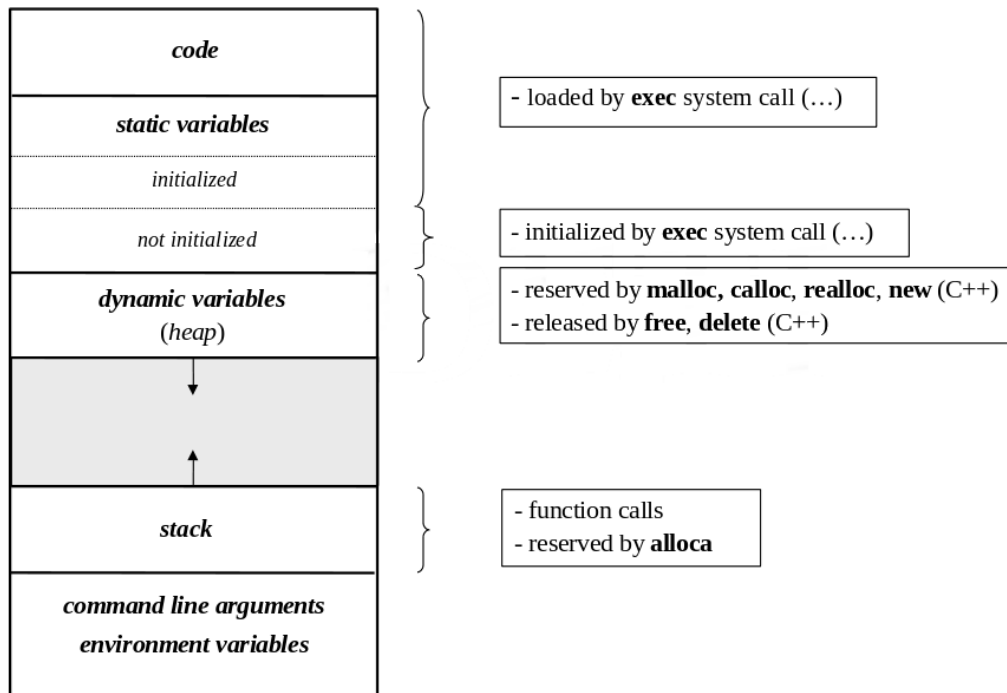 code
- loaded by exec system call (…)
static variables
initialized
not initialized
- initialized by exec system call (…)
dynamic variables
(heap)
- reserved by malloc, calloc, realloc, new (C++)
- released by free, delete (C++)
stack
- function calls
- reserved by alloca
command line arguments
environment variables